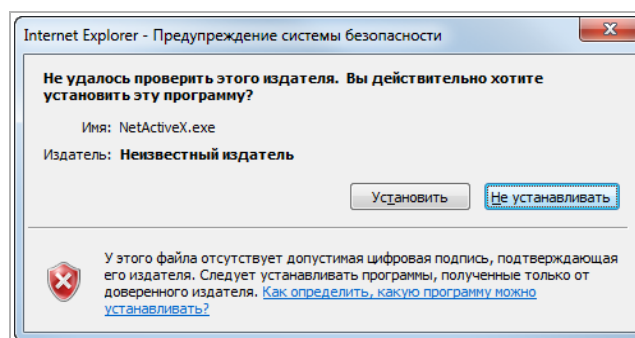 Internet Explorer - Предупреждение системы безопасности
Не удалось проверить этого издателя. Вы действительно хотите
установить эту программу?
Имя: NetActiveX.exe
Издатель: Неизвестный издатель
Установить Не устанавливать
У этого файла отсутствует допустимая цифровая подпись, подтверждающая
его издателя. Следует устанавливать программы, полученные только от
доверенного издателя. Как определить, какую программу можно
устанавливать?